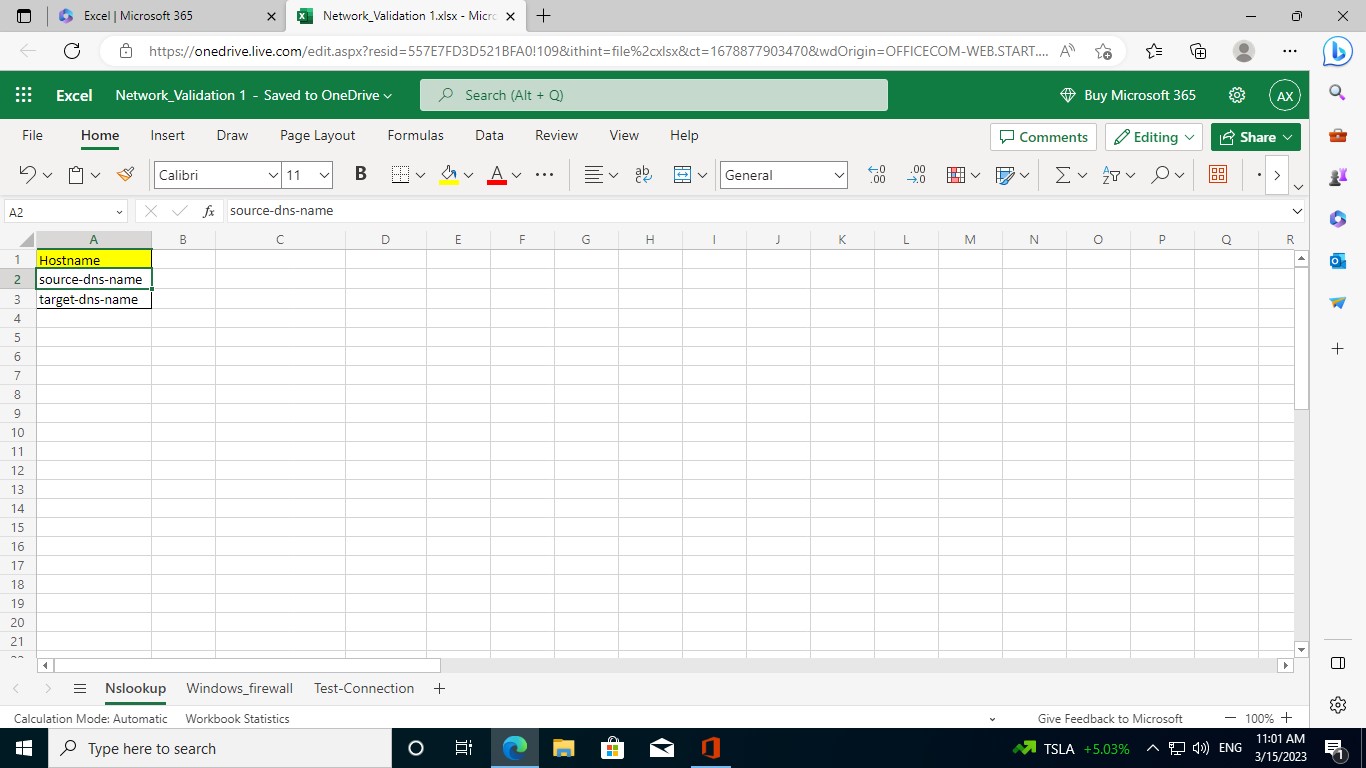 Excel | Microsoft 365
Network_Validation 1.xlsx - Micr
https://onedrive.live.com/edit.aspx?resid=557E7FD3D521BFA0!109&ithint=file%2cxlsx&ct=1678877903470&wdOrigin=OFFICECOM-WEB.START....
Excel Network_Validation 1 - Saved to OneDrive Search (Alt + Q) Buy Microsoft 365 AX
File Home Insert Draw Page Layout Formulas Data Review View Help Comments Editing Share
Calibri 11 B A ab General .00 .00
A2 fx source-dns-name
A B C D E F G H I J K L M N O P Q R
1 Hostname
2 source-dns-name
3 target-dns-name
4
5
6
7
8
9
10
11
12
13
14
15
16
17
18
19
20
21
Nslookup Windows_firewall Test-Connection
Calculation Mode: Automatic Workbook Statistics Give Feedback to Microsoft 100%
Type here to search TSLA +5.03% ENG 11:01 AM
3/15/2023 1